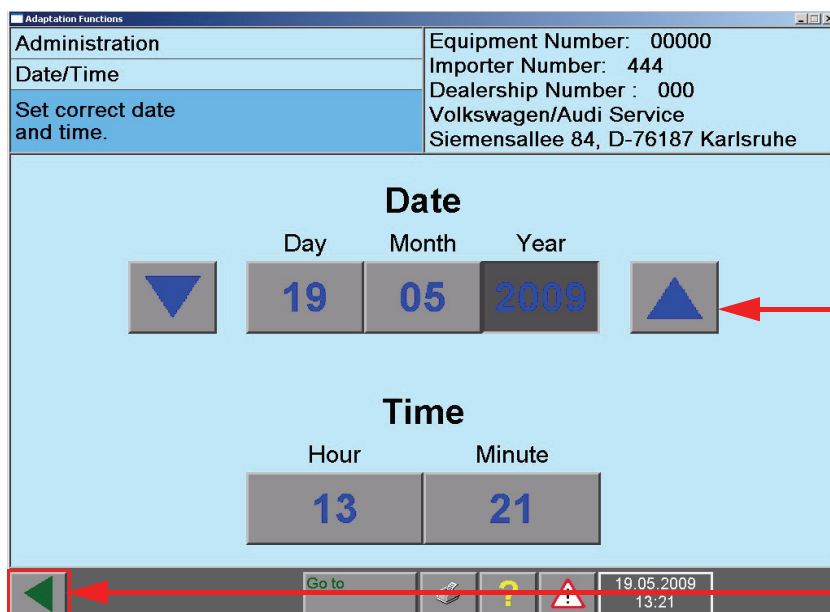 Adaptation Functions
Administration
Date/Time
Set correct date
and time.
Equipment Number: 00000
Importer Number: 444
Dealership Number : 000
Volkswagen/Audi Service
Siemensallee 84, D-76187 Karlsruhe
Date
Day Month Year
19 05 2009
Time
Hour Minute
13 21
Go to
?
19.05.2009
13:21